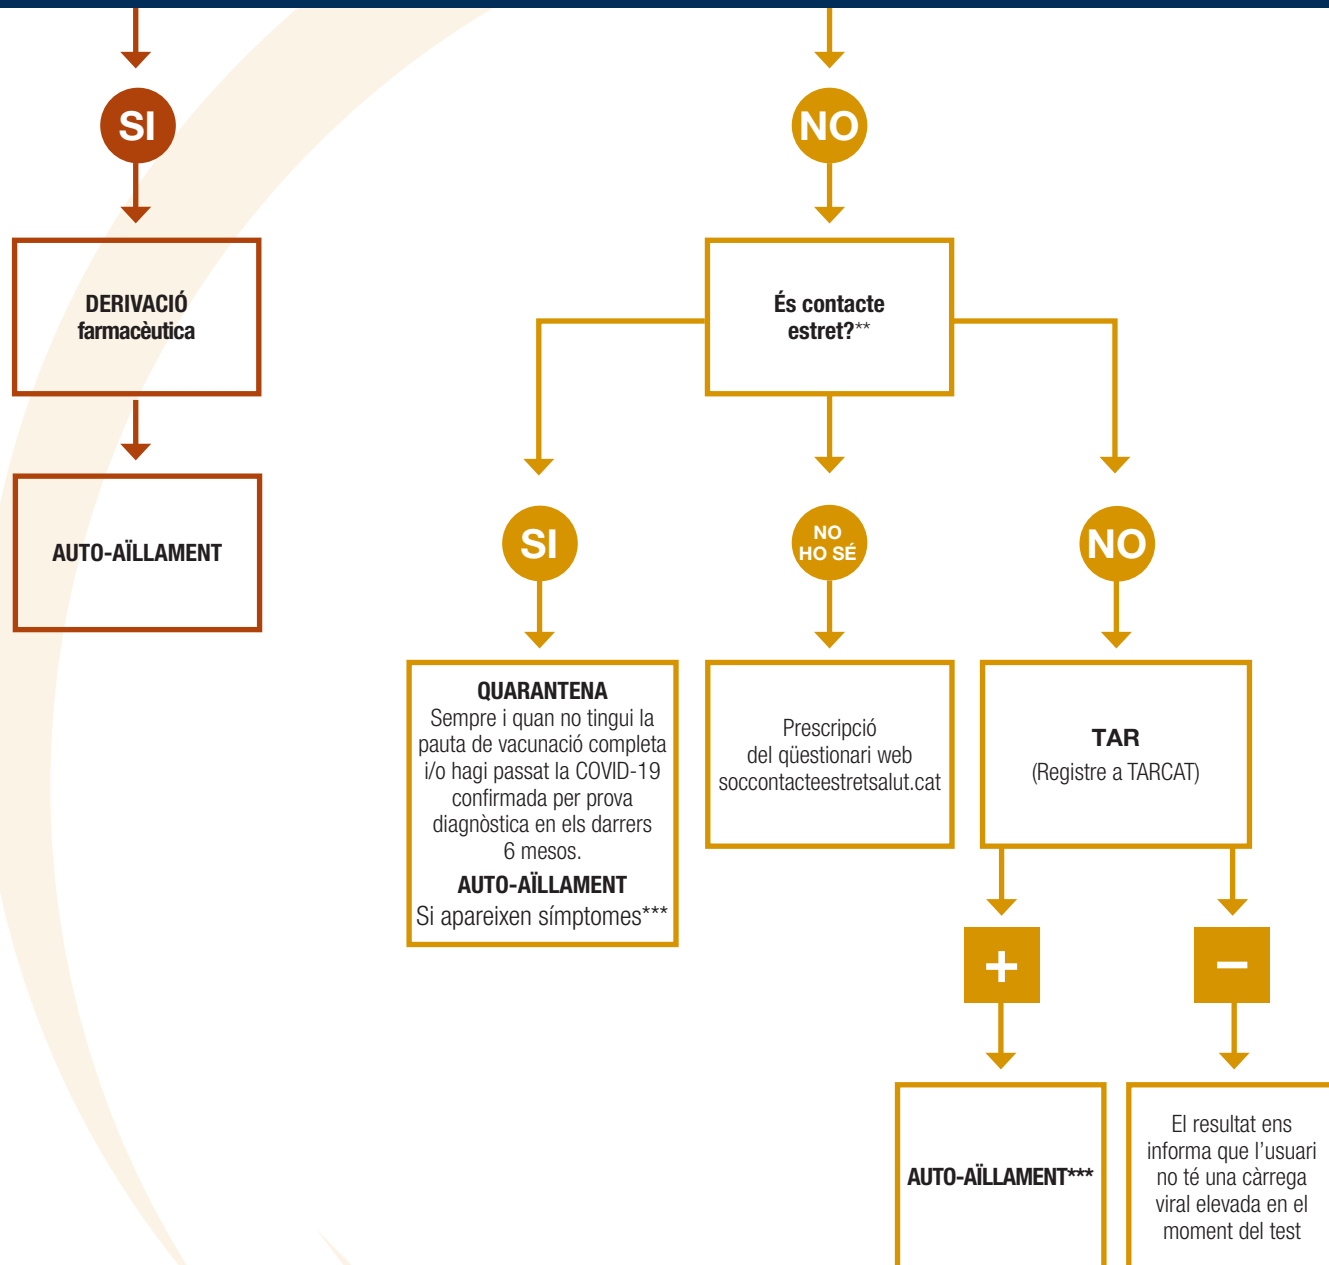 SI
NO
DERIVACIÓ
farmacèutica
És contacte
estret?**
AUTO-AÏLLAMENT
SI
NO
HO SÉ
NO
QUARANTENA
Sempre i quan no tingui la
pauta de vacunació completa
i/o hagi passat la COVID-19
confirmada per prova
diagnòstica en els darrers
6 mesos.
AUTO-AÏLLAMENT
Si apareixen símptomes***
Prescripció
del qüestionari web
soccontacteestretsalut.cat
TAR
(Registre a TARCAT)
+
−
AUTO-AÏLLAMENT***
El resultat ens
informa que l’usuari
no té una càrrega
viral elevada en el
moment del test